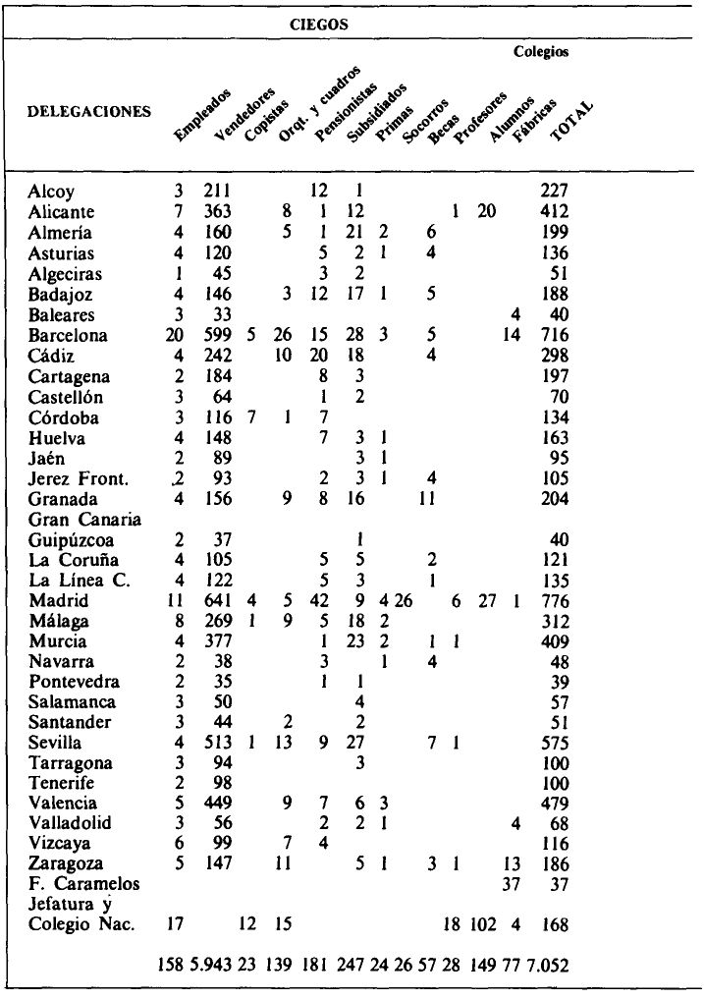 CIEGOS
Colegios
DELEGACIONES Empleados Vendedores Copistas Orqt. y cuadros Pensionistas Subsidiados Primas Socorros Becas Profesores Alumnos Fábricas TOTAL
Alcoy 3 211 12 1 227
Alicante 7 363 8 1 12 1 20 412
Almería 4 160 5 1 21 2 6 199
Asturias 4 120 5 2 1 4 136
Algeciras 1 45 3 2 51
Badajoz 4 146 3 12 17 1 5 188
Baleares 3 33 4 40
Barcelona 20 599 5 26 15 28 3 5 14 716
Cádiz 4 242 10 20 18 4 298
Cartagena 2 184 8 3 197
Castellón 3 64 1 2 70
Córdoba 3 116 7 1 7 134
Huelva 4 148 7 3 1 163
Jaén 2 89 3 1 95
Jerez Front. 2 93 2 3 1 4 105
Granada 4 156 9 8 16 11 204
Gran Canaria
Guipúzcoa 2 37 1 40
La Coruña 4 105 5 5 2 121
La Línea C. 4 122 5 3 1 135
Madrid 11 641 4 5 42 9 4 26 6 27 1 776
Málaga 8 269 1 9 5 18 2 312
Murcia 4 377 1 23 2 1 1 409
Navarra 2 38 3 1 4 48
Pontevedra 2 35 1 1 39
Salamanca 3 50 4 57
Santander 3 44 2 2 51
Sevilla 4 513 1 13 9 27 7 1 575
Tarragona 3 94 3 100
Tenerife 2 98 100
Valencia 5 449 9 7 6 3 479
Valladolid 3 56 2 2 1 4 68
Vizcaya 6 99 7 4 116
Zaragoza 5 147 11 5 1 3 1 13 186
F. Caramelos 37 37
Jefatura y
Colegio Nac. 17 12 15 18 102 4 168
158 5.943 23 139 181 247 24 26 57 28 149 77 7.052